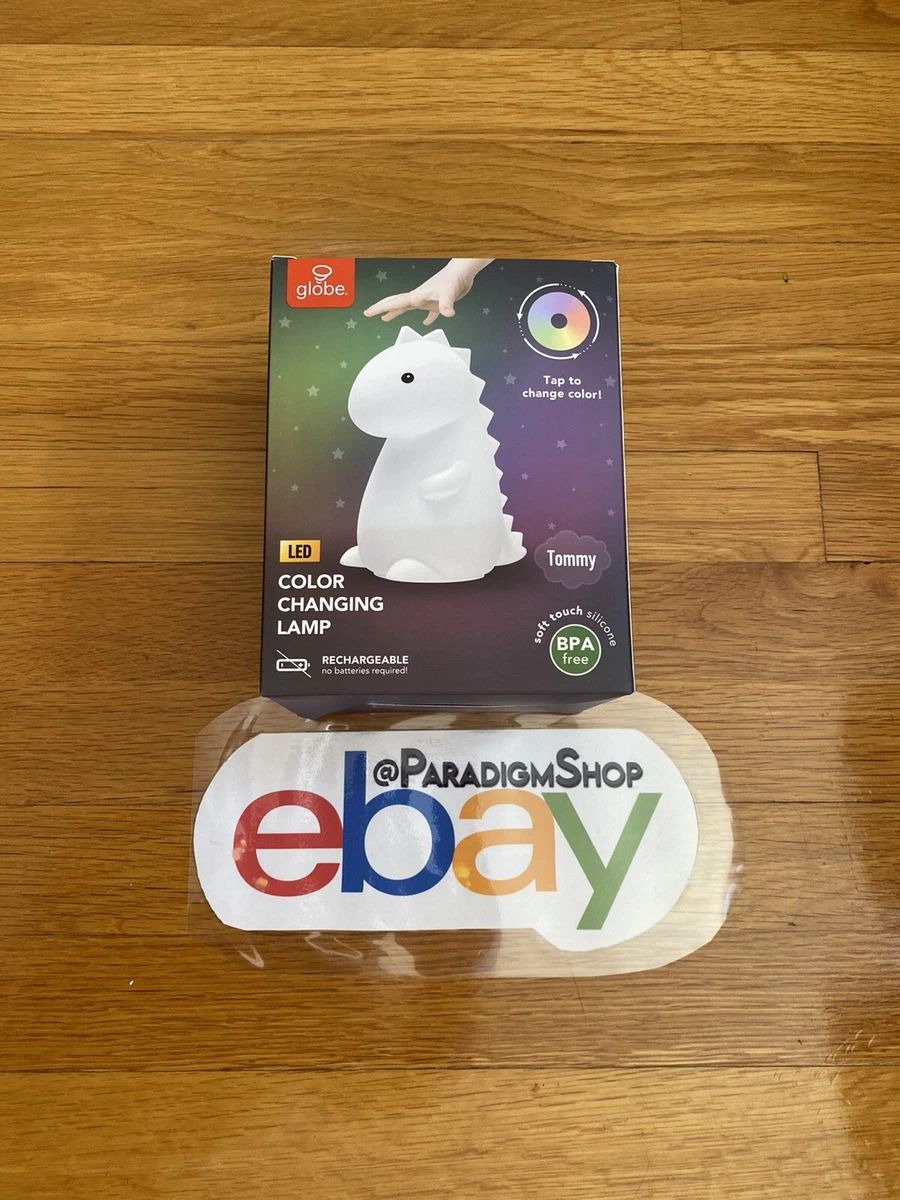 globe
Tap to
change color!
LED
Tommy
COLOR
CHANGING
LAMP
soft touch silicone
BPA
free
RECHARGEABLE
no batteries required!
@PARADIGMSHOP
ebay